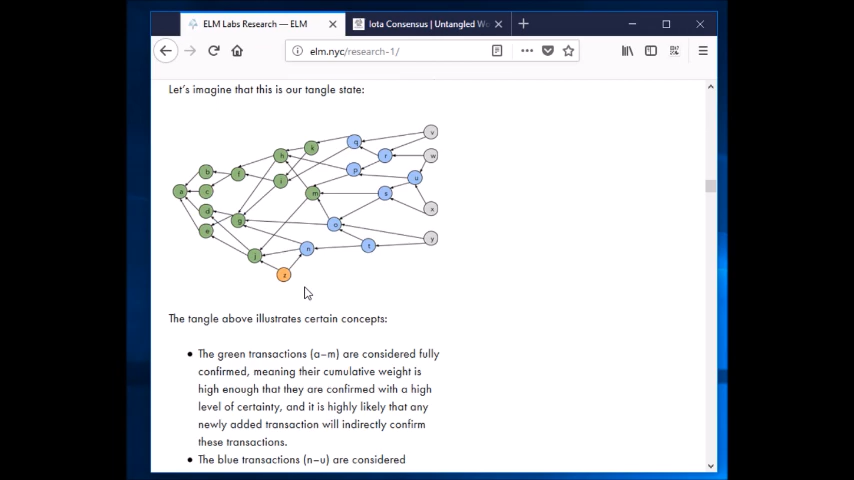 ELM Labs Research — ELM
Iota Consensus | Untangled Wo
elm.nyc/research-1/
Let's imagine that this is our tangle state:
v
k
q
h
r
w
b
f
p
i
u
a
c
m
s
d
x
g
o
e
y
n
t
j
z
The tangle above illustrates certain concepts:
The green transactions (a–m) are considered fully
confirmed, meaning their cumulative weight is
high enough that they are confirmed with a high
level of certainty, and it is highly likely that any
newly added transaction will indirectly confirm
these transactions.
The blue transactions (n–u) are considered